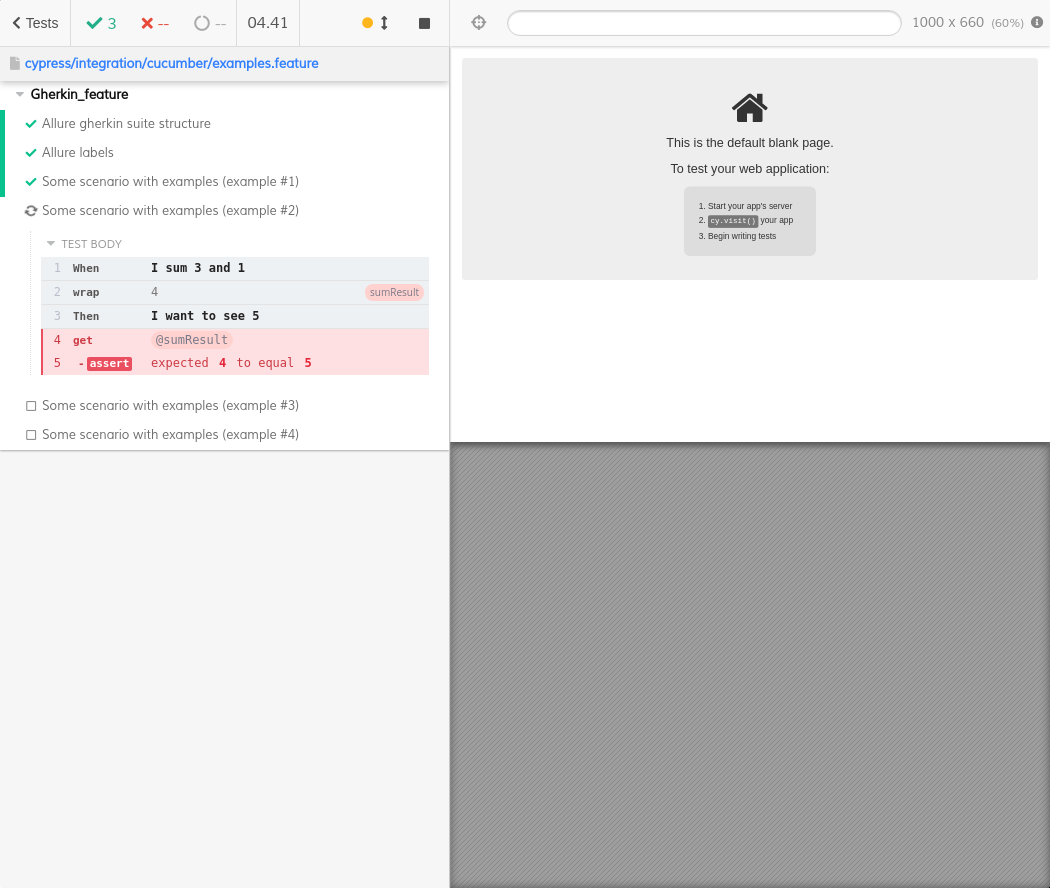 Tests 3 -- -- 04.41
cypress/integration/cucumber/examples.feature
Gherkin_feature
Allure gherkin suite structure
Allure labels
Some scenario with examples (example #1)
Some scenario with examples (example #2)
TEST BODY
1 When I sum 3 and 1
2 wrap 4 sumResult
3 Then I want to see 5
4 get @sumResult
5 -assert expected 4 to equal 5
Some scenario with examples (example #3)
Some scenario with examples (example #4)
1000 x 660 (60%)
This is the default blank page.
To test your web application:
1. Start your app's server
2. cy.visit() your app
3. Begin writing tests